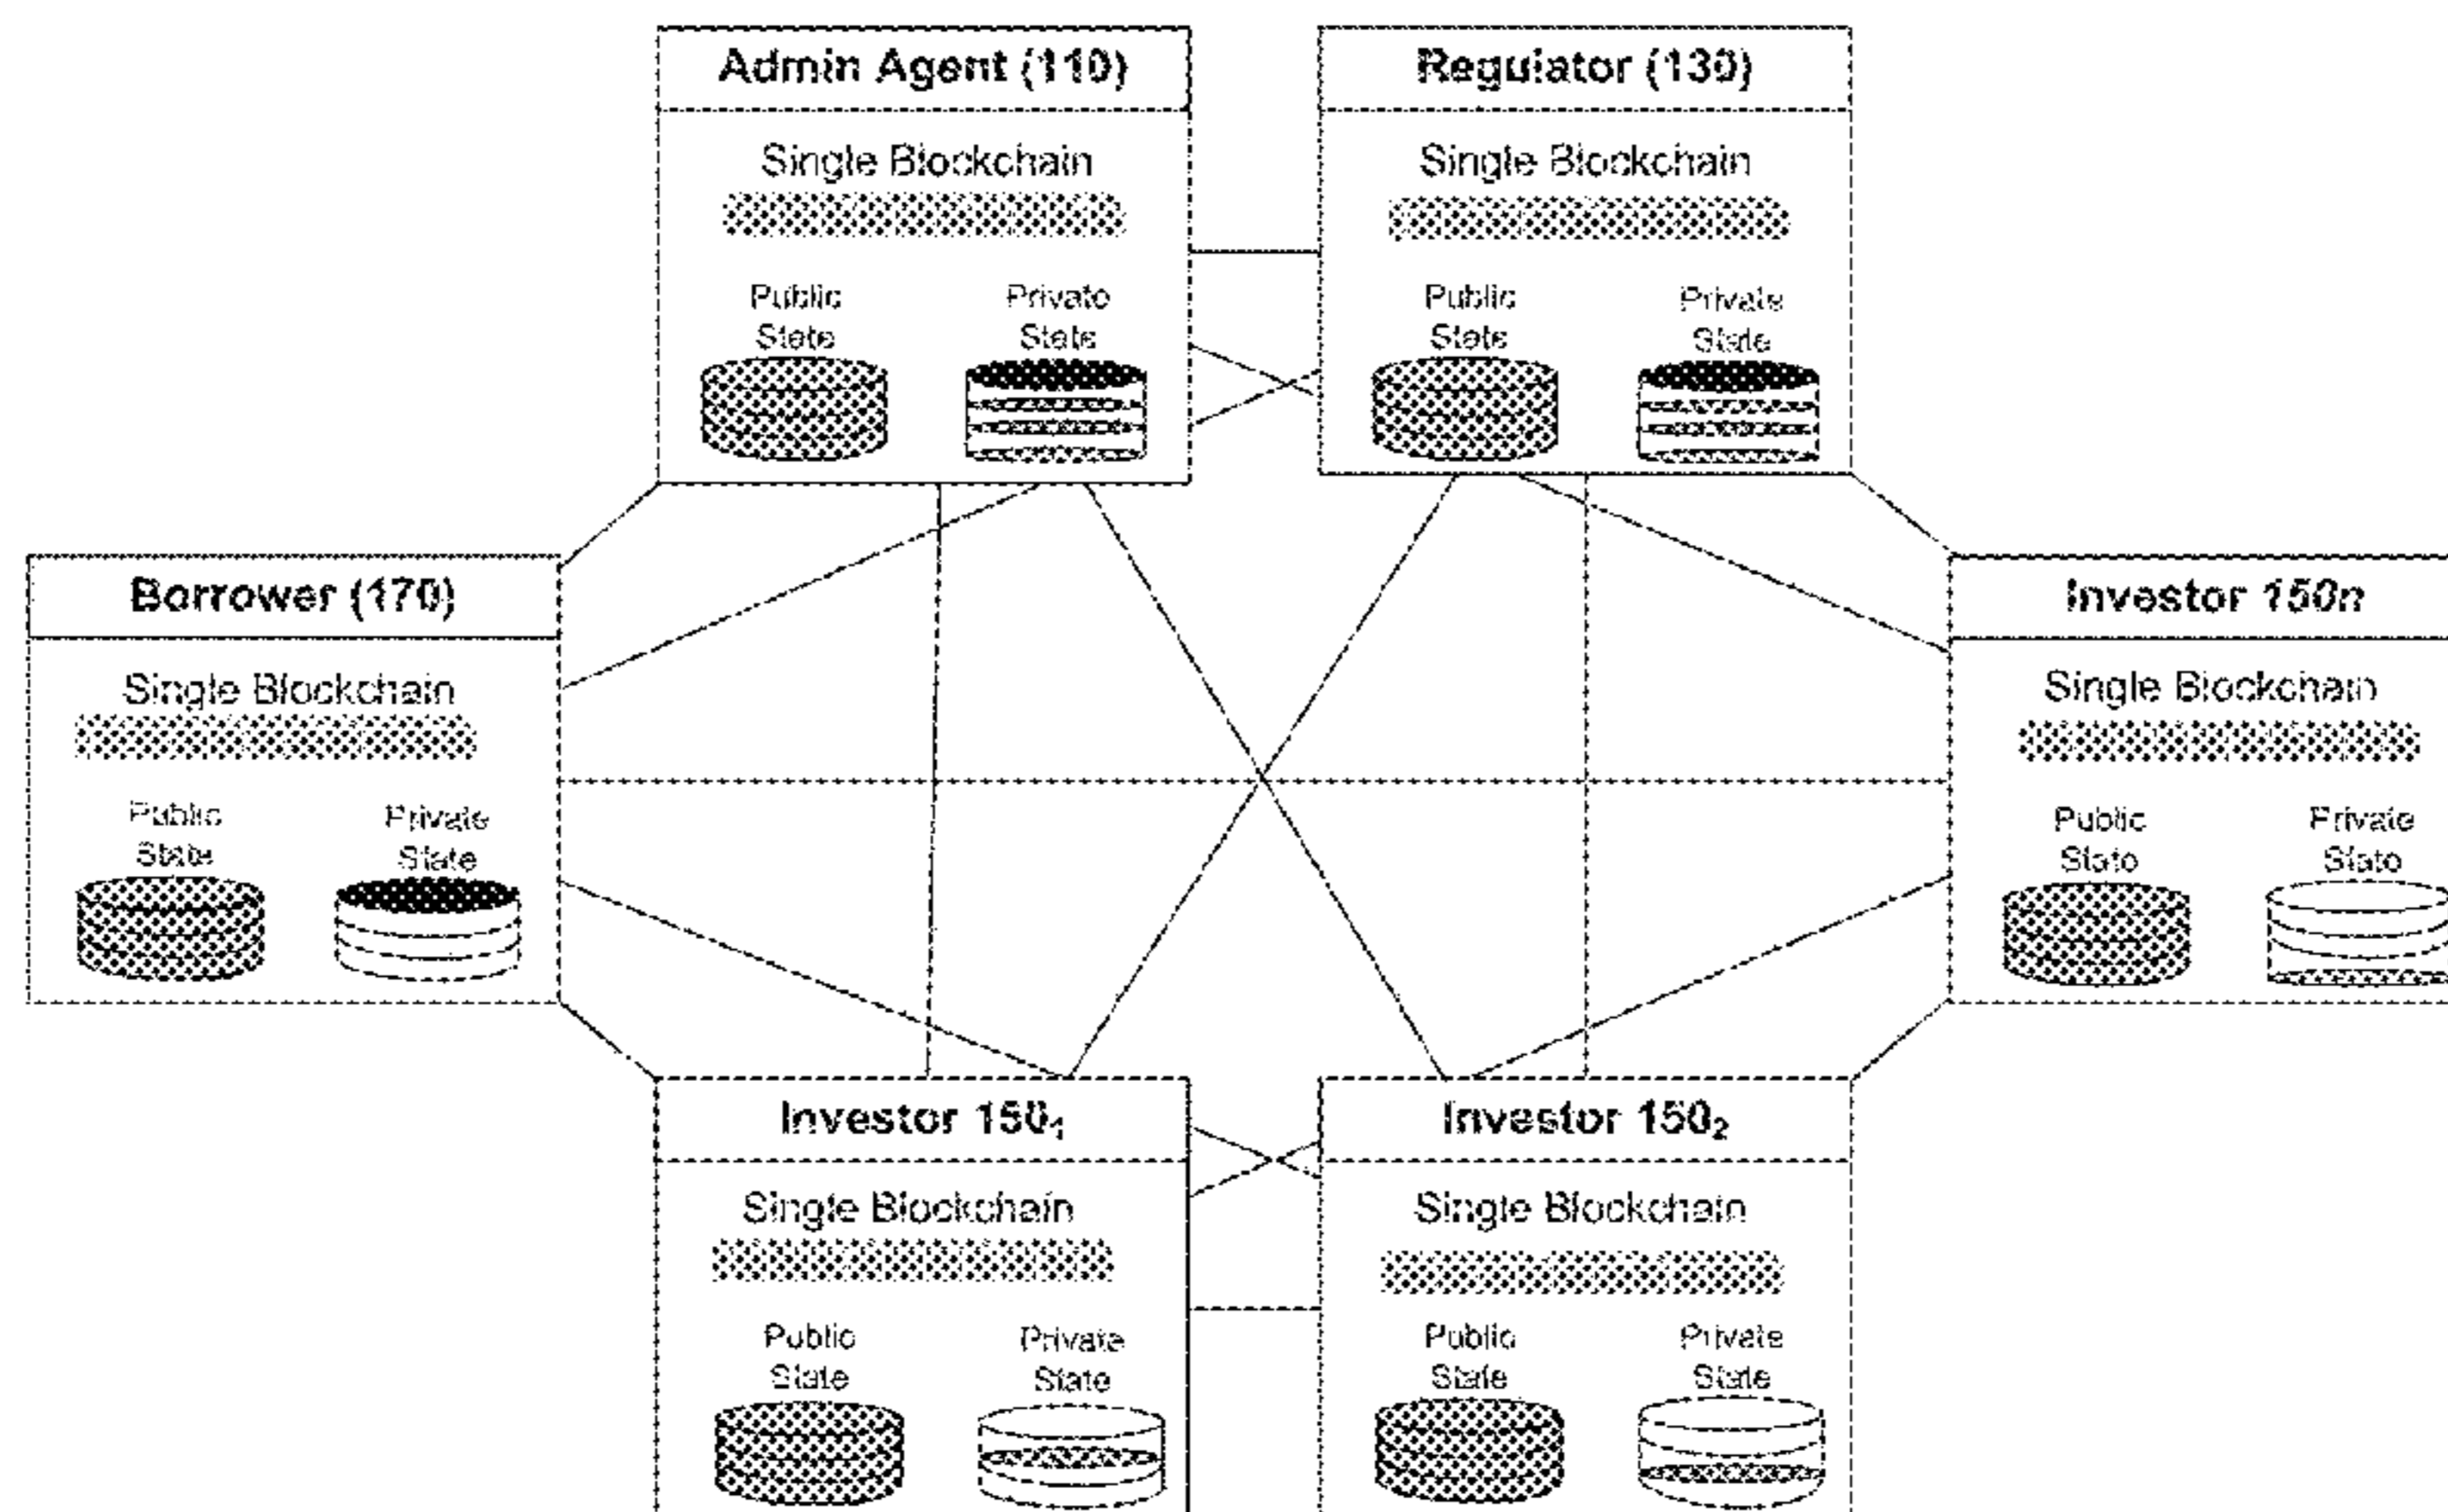 Admin Agent (110)
Single Blockchain
Public
State
Private
State
Regulator (130)
Single Blockchain
Public
State
Private
State
Borrower (170)
Single Blockchain
Public
State
Private
State
Investor 150n
Single Blockchain
Public
State
Private
State
Investor 150₁
Single Blockchain
Public
State
Private
State
Investor 150₂
Single Blockchain
Public
State
Private
State